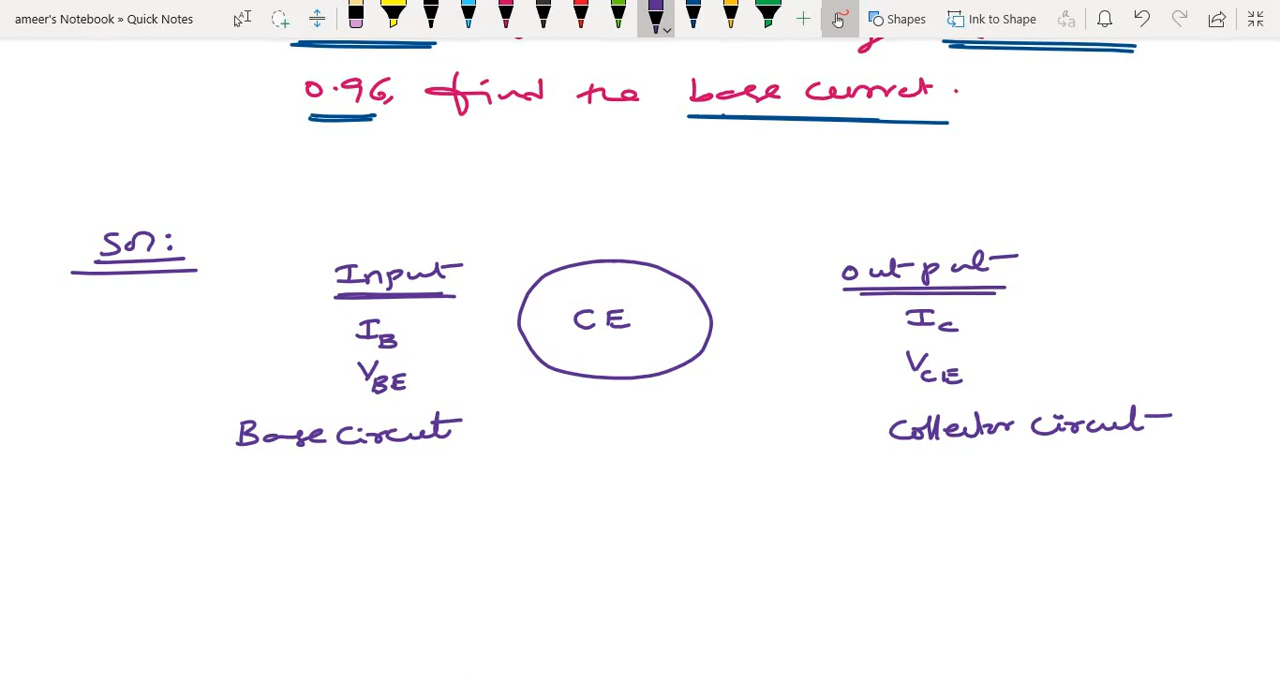 ameer's Notebook » Quick Notes
Shapes
Ink to Shape
0.96, find the base current.
Soln:
Input
CE
output
IB
IC
VBE
VCE
Base circuit
Collector circuit